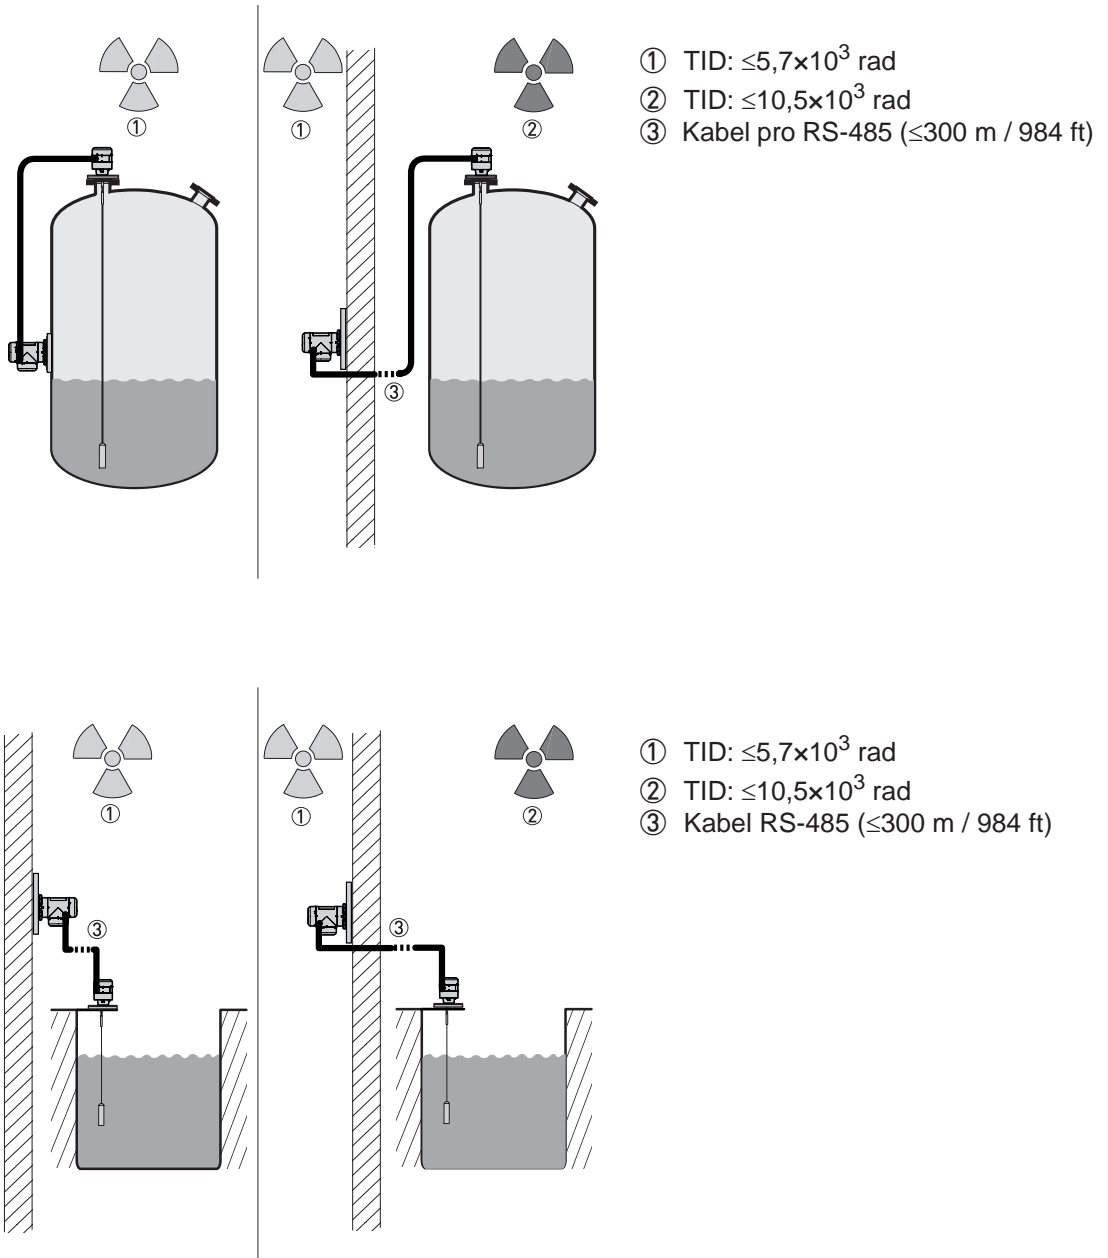 ① ① ②
① TID: ≤5,7×10³ rad
② TID: ≤10,5×10³ rad
③ Kabel pro RS-485 (≤300 m / 984 ft)
③
① ① ②
① TID: ≤5,7×10³ rad
② TID: ≤10,5×10³ rad
③ Kabel RS-485 (≤300 m / 984 ft)
③ ③